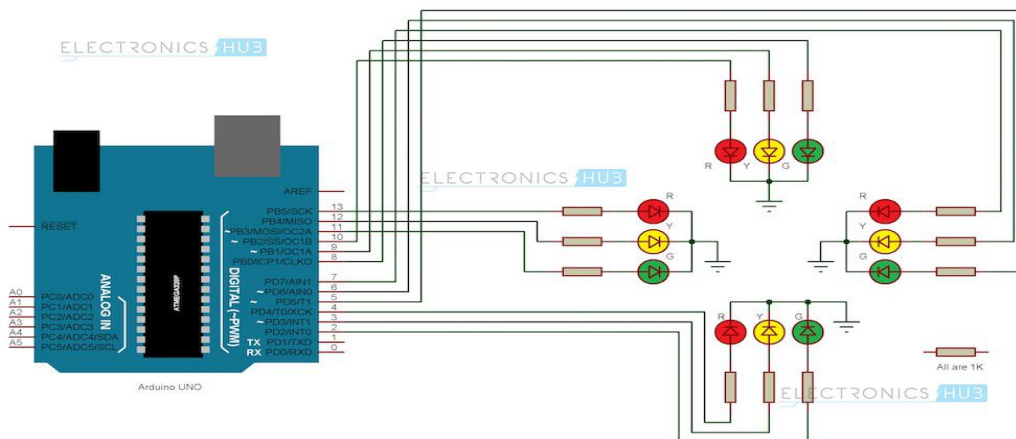 ELECTRONICS HUB
ELECTRONICS HUB
R Y G
AREF
RESET
PB5/SCK 13
PB4/MISO 12
~PB3/MOSI/OC2A 11
~PB2/SS/OC1B 10
~PB1/OC1A 9
PB0/ICP1/CLKO 8
PD7/AIN1 7
~PD6/AIN0 6
~PD5/T1 5
PD4/T0/XCK 4
~PD3/INT1 3
PD2/INT0 2
TX PD1/TXD 1
RX PD0/RXD 0
DIGITAL (~PWM)
ATMEGA328P
ANALOG IN
A0 PC0/ADC0
A1 PC1/ADC1
A2 PC2/ADC2
A3 PC3/ADC3
A4 PC4/ADC4/SDA
A5 PC5/ADC5/SCL
Arduino UNO
R
Y
G
R
Y
G
R Y G
All are 1K
ELECTRONICS HUB